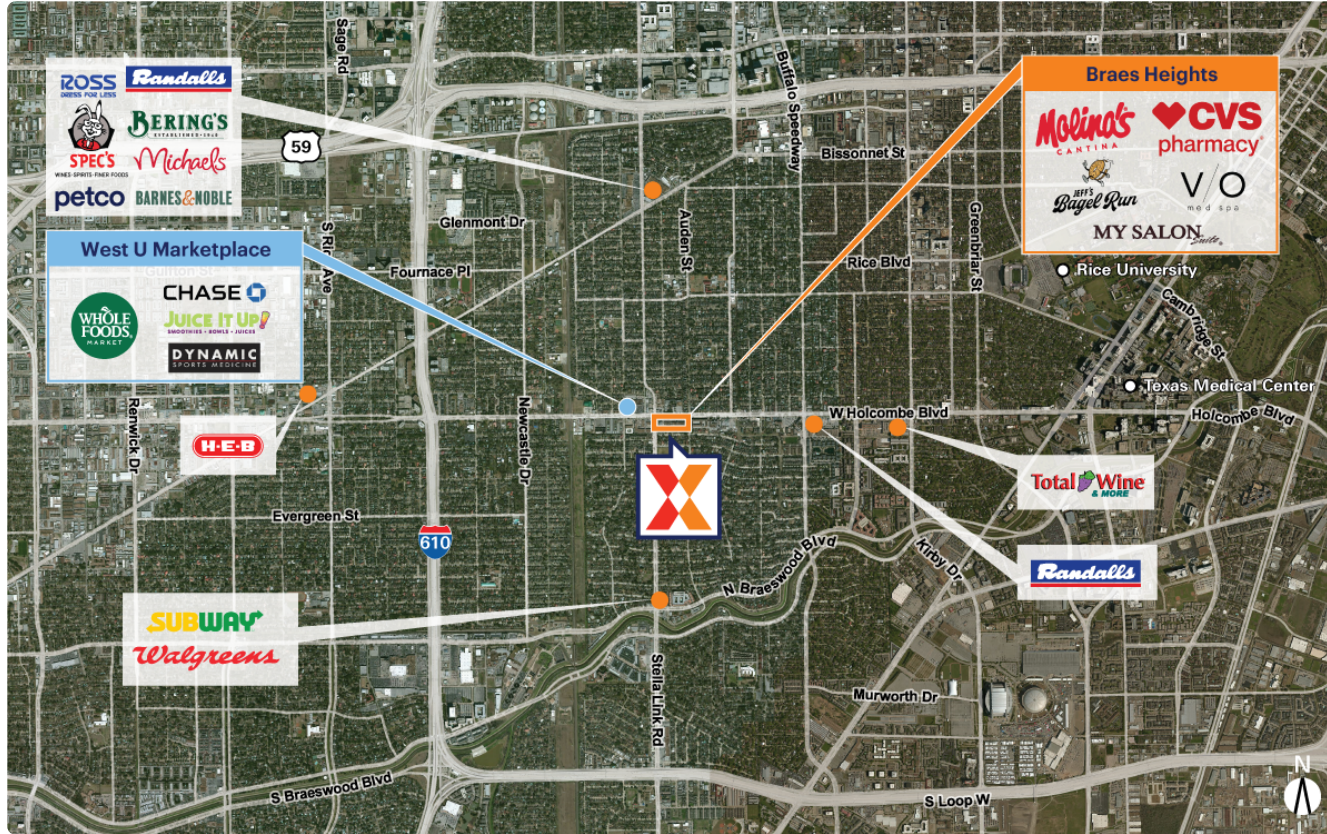 Sage Rd
Buffalo Speedway
ROSS
DRESS FOR LESS
Randalls
BERING'S
ESTABLISHED • 1940
SPEC'S
WINES • SPIRITS • FINER FOODS
Michaels
petco
BARNES & NOBLE
59
Braes Heights
Molina's
CANTINA
CVS
pharmacy
JEFF'S
Bagel Run
V/O
med spa
MY SALON
Suite
Bissonnet St
Glenmont Dr
Auden St
Greenbriar St
West U Marketplace
WHOLE
FOODS
MARKET
CHASE
JUICE IT UP!
SMOOTHIES • BOWLS • JUICES
DYNAMIC
SPORTS MEDICINE
Gulfton St
Fournace Pl
Rice Blvd
Rice University
Cambridge St
Texas Medical Center
Renwick Dr
Newcastle Dr
W Holcombe Blvd
Holcombe Blvd
H-E-B
Total Wine
& MORE
Evergreen St
610
N Braeswood Blvd
Kirby Dr
Randalls
SUBWAY
Walgreens
Stella Link Rd
Murworth Dr
S Braeswood Blvd
S Loop W
N